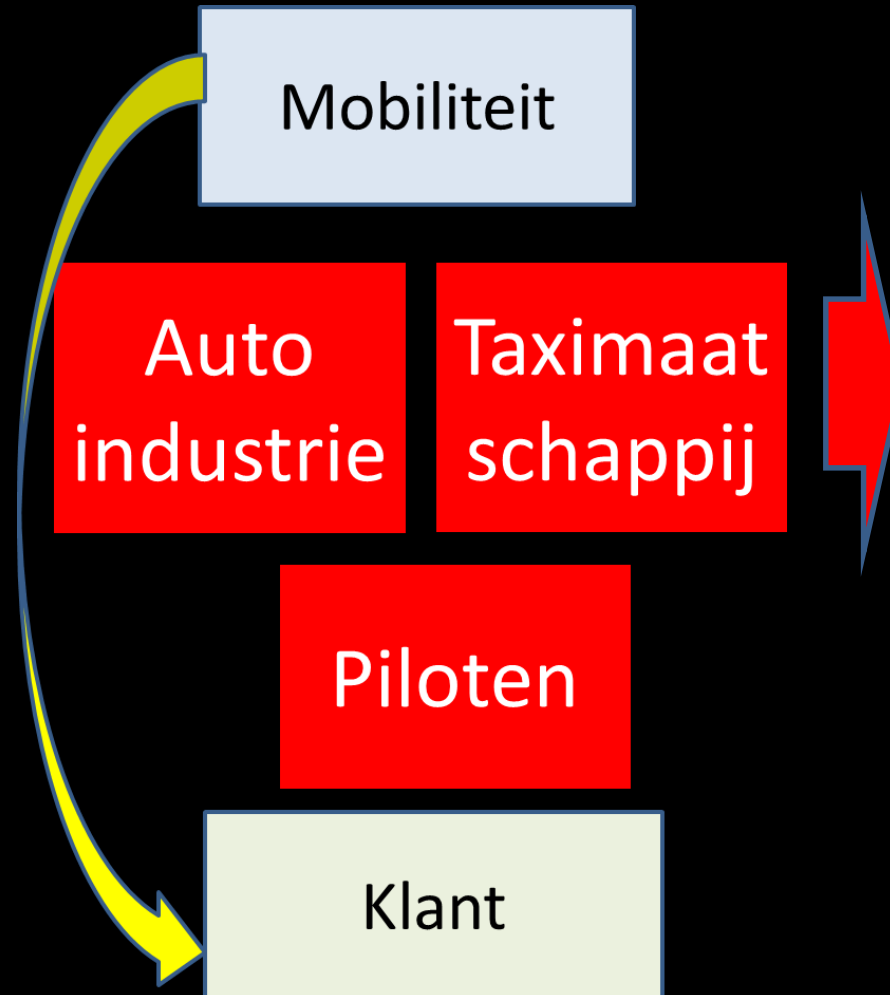 Mobiliteit
Auto
industrie
Taximaat
schappij
Piloten
Klant